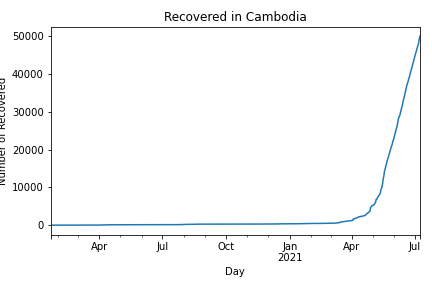 Recovered in Cambodia
Number of Recovered
50000
40000
30000
20000
10000
0
Apr Jul Oct Jan Apr Jul
2021
Day